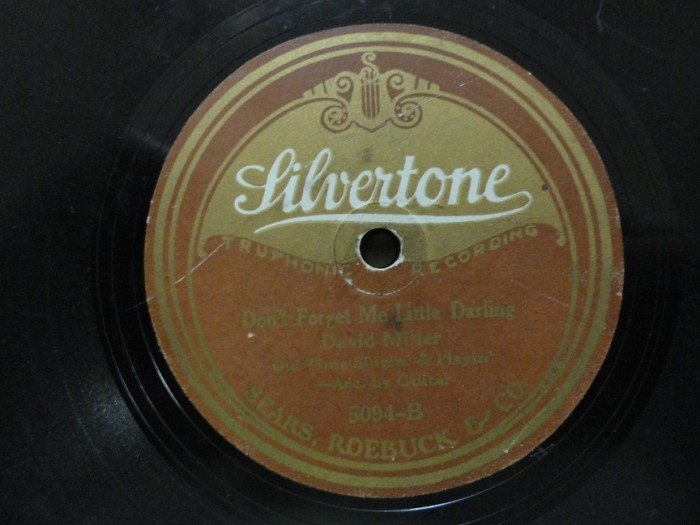 Silvertone
TRUPHONIC RECORDING
Don't Forget Me Little Darling
David Miller
Old Time Singin' & Playin'
—Acc. by Guitar
5094-B
SEARS, ROEBUCK & CO.